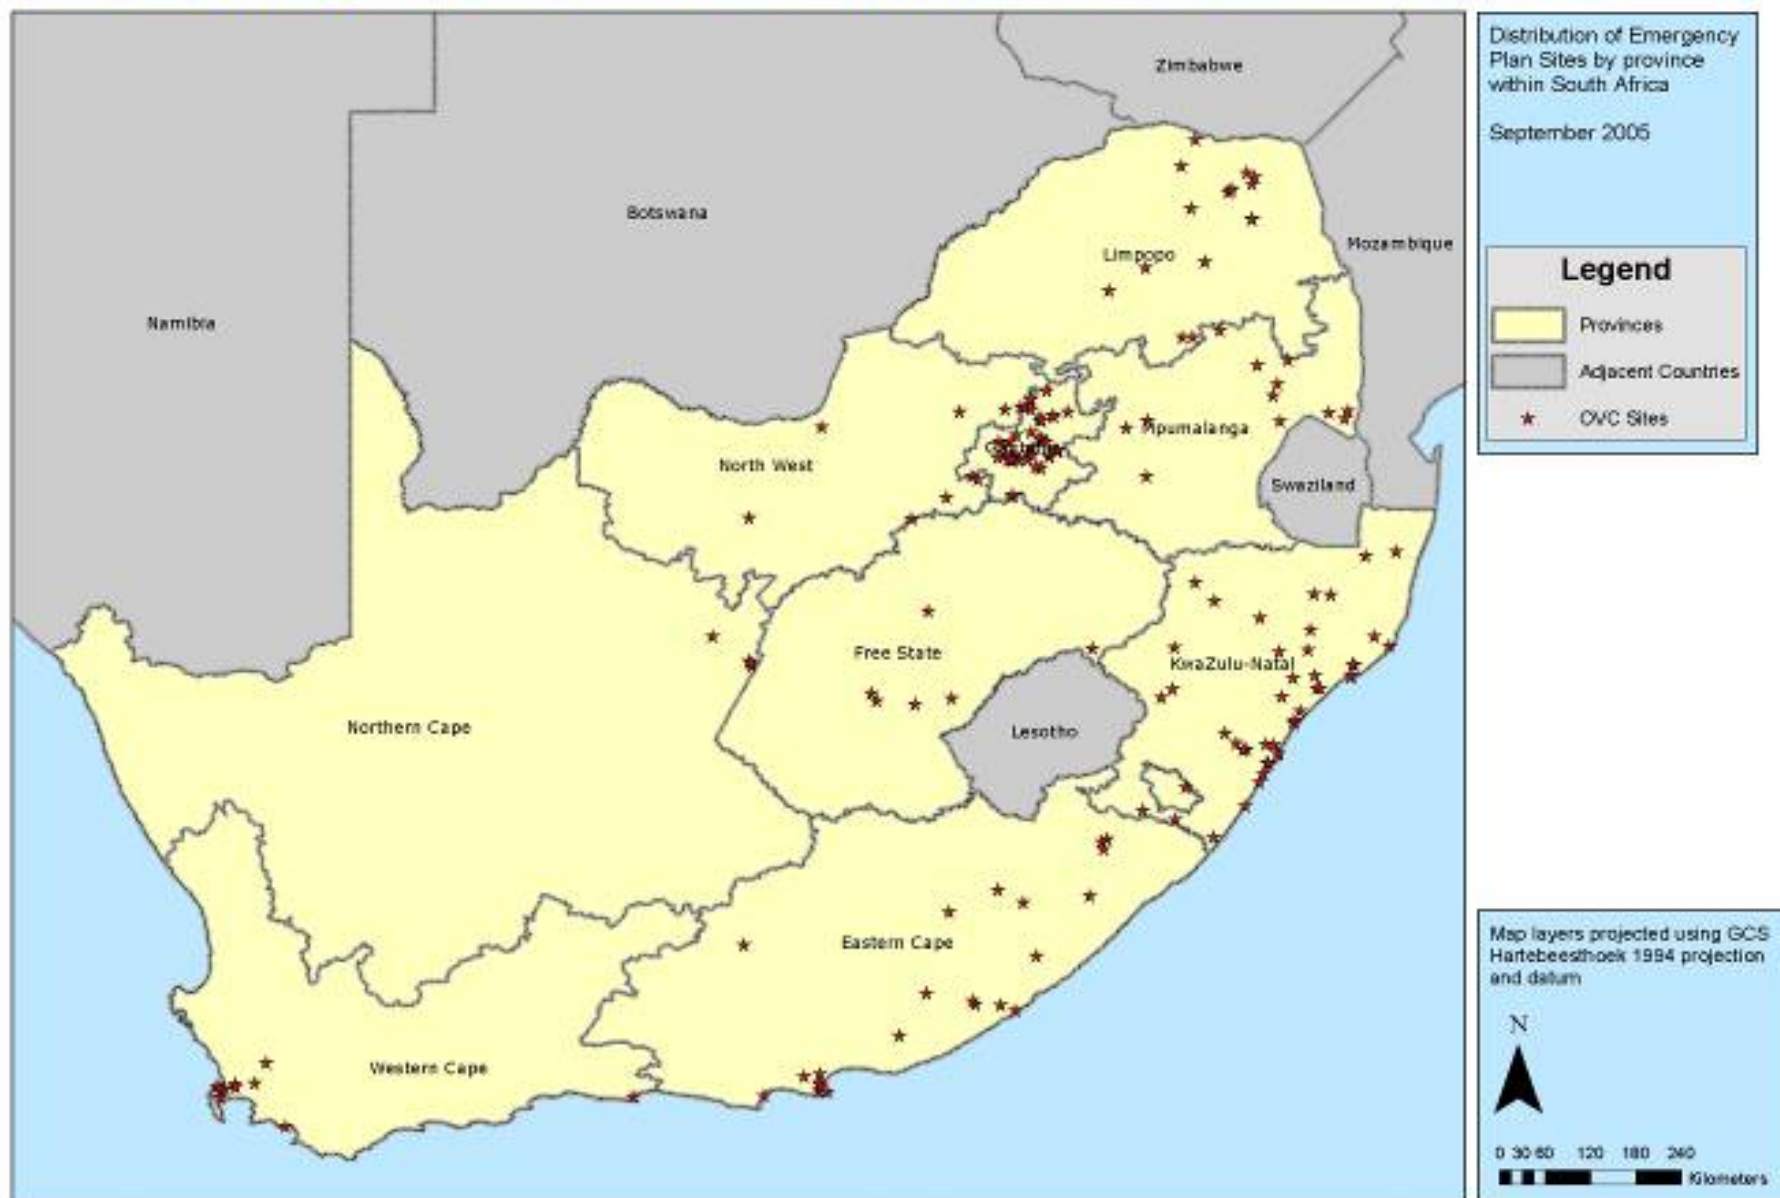 Distribution of Emergency
Plan Sites by province
within South Africa
September 2005
Legend
Provinces
Adjacent Countries
OVC Sites
Zimbabwe
Botswana
Mozambique
Limpopo
Namibia
Mpumalanga
North West
Swaziland
Free State
KwaZulu-Natal
Northern Cape
Lesotho
Eastern Cape
Western Cape
Map layers projected using GCS
Hartebeesthoek 1994 projection
and datum
N
0 30 60 120 180 240
Kilometers